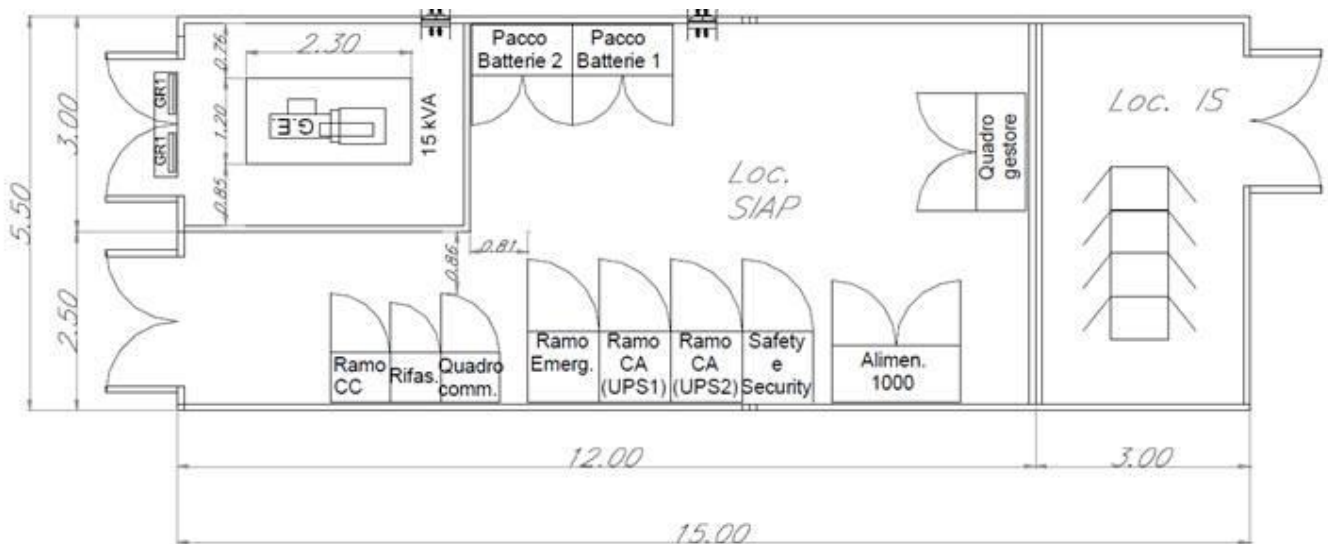 Pacco
Batterie 2
Pacco
Batterie 1
2.30
0.76
1.20
0.85
G.E.
15 kVA
GR1
GR1
3.00
2.50
5.50
Loc. IS
Quadro
gestore
Loc.
SIAP
0.86
0.81
Ramo
CC
Rifas.
Quadro
comm.
Ramo
Emerg.
Ramo
CA
(UPS1)
Ramo
CA
(UPS2)
Safety
e
Security
Alimen.
1000
12.00
3.00
15.00